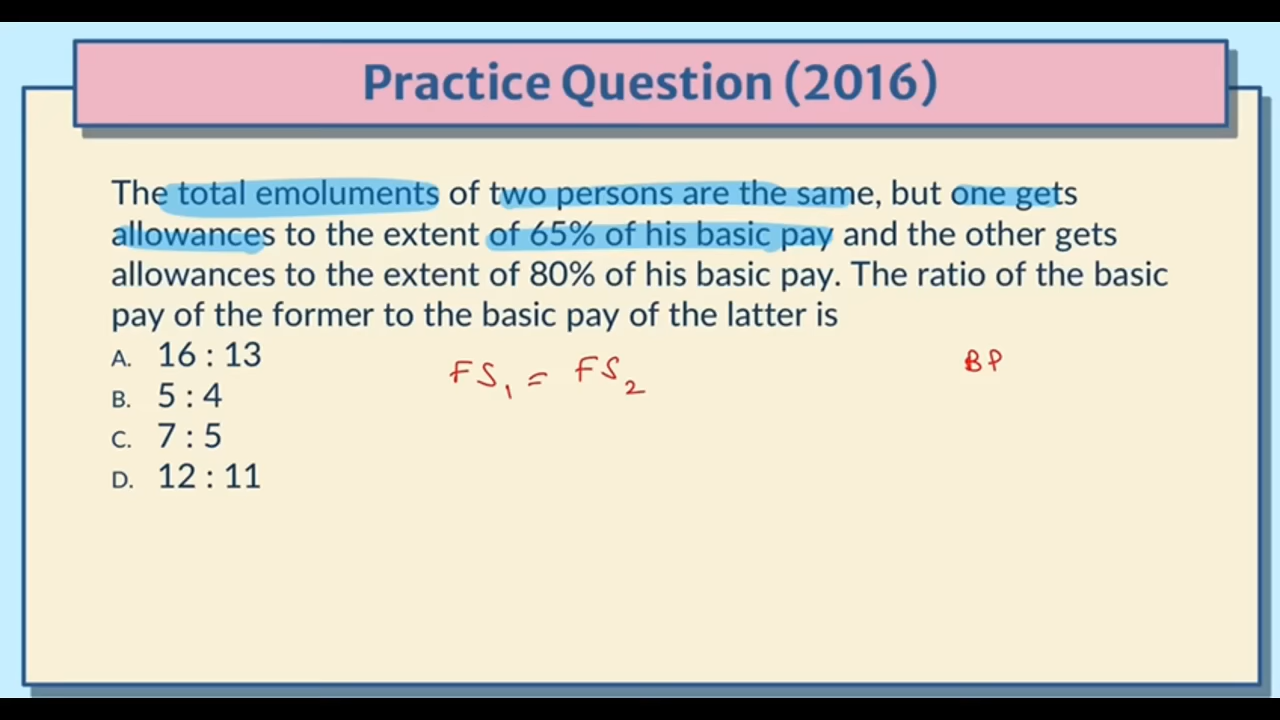 Practice Question (2016)
The total emoluments of two persons are the same, but one gets
allowances to the extent of 65% of his basic pay and the other gets
allowances to the extent of 80% of his basic pay. The ratio of the basic
pay of the former to the basic pay of the latter is
A. 16 : 13
B. 5 : 4
C. 7 : 5
D. 12 : 11
FS₁ = FS₂
BP